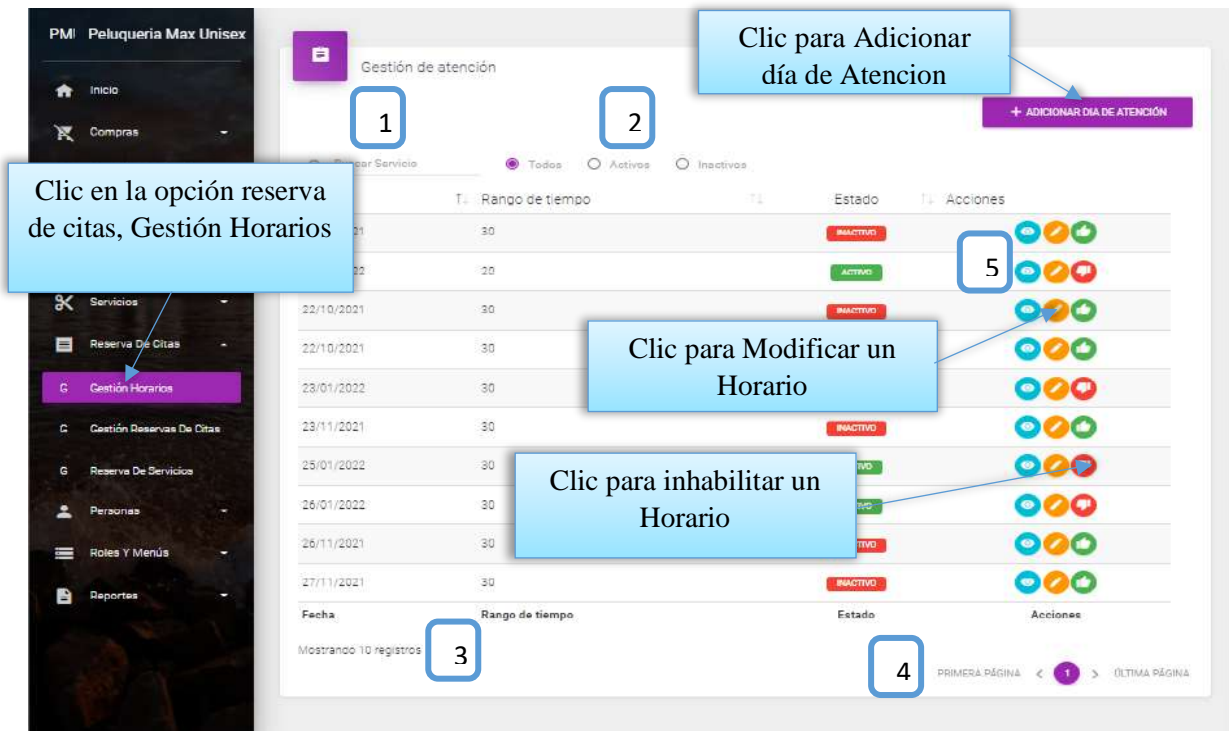 PM Peluqueria Max Unisex
Inicio
Compras
Clic en la opción reserva
de citas, Gestión Horarios
Servicios
Reserva De Citas
G Gestión Horarios
G Gestión Reservas De Citas
G Reserva De Servicios
Personas
Roles Y Menús
Reportes
Gestión de atención
Clic para Adicionar
día de Atencion
+ ADICIONAR DIA DE ATENCIÓN
1
2
Servicio
Todos Activos Inactivos
Rango de tiempo Estado Acciones
30 INACTIVO
20 ACTIVO
5
22/10/2021 30 INACTIVO
22/10/2021 30
Clic para Modificar un
Horario
23/01/2022 30
23/11/2021 30 INACTIVO
25/01/2022 30
Clic para inhabilitar un
Horario
26/01/2022 30
26/11/2021 30
27/11/2021 30 INACTIVO
Fecha Rango de tiempo Estado Acciones
Mostrando 10 registros
3
4
PRIMERA PÁGINA < 1 > ÚLTIMA PÁGINA